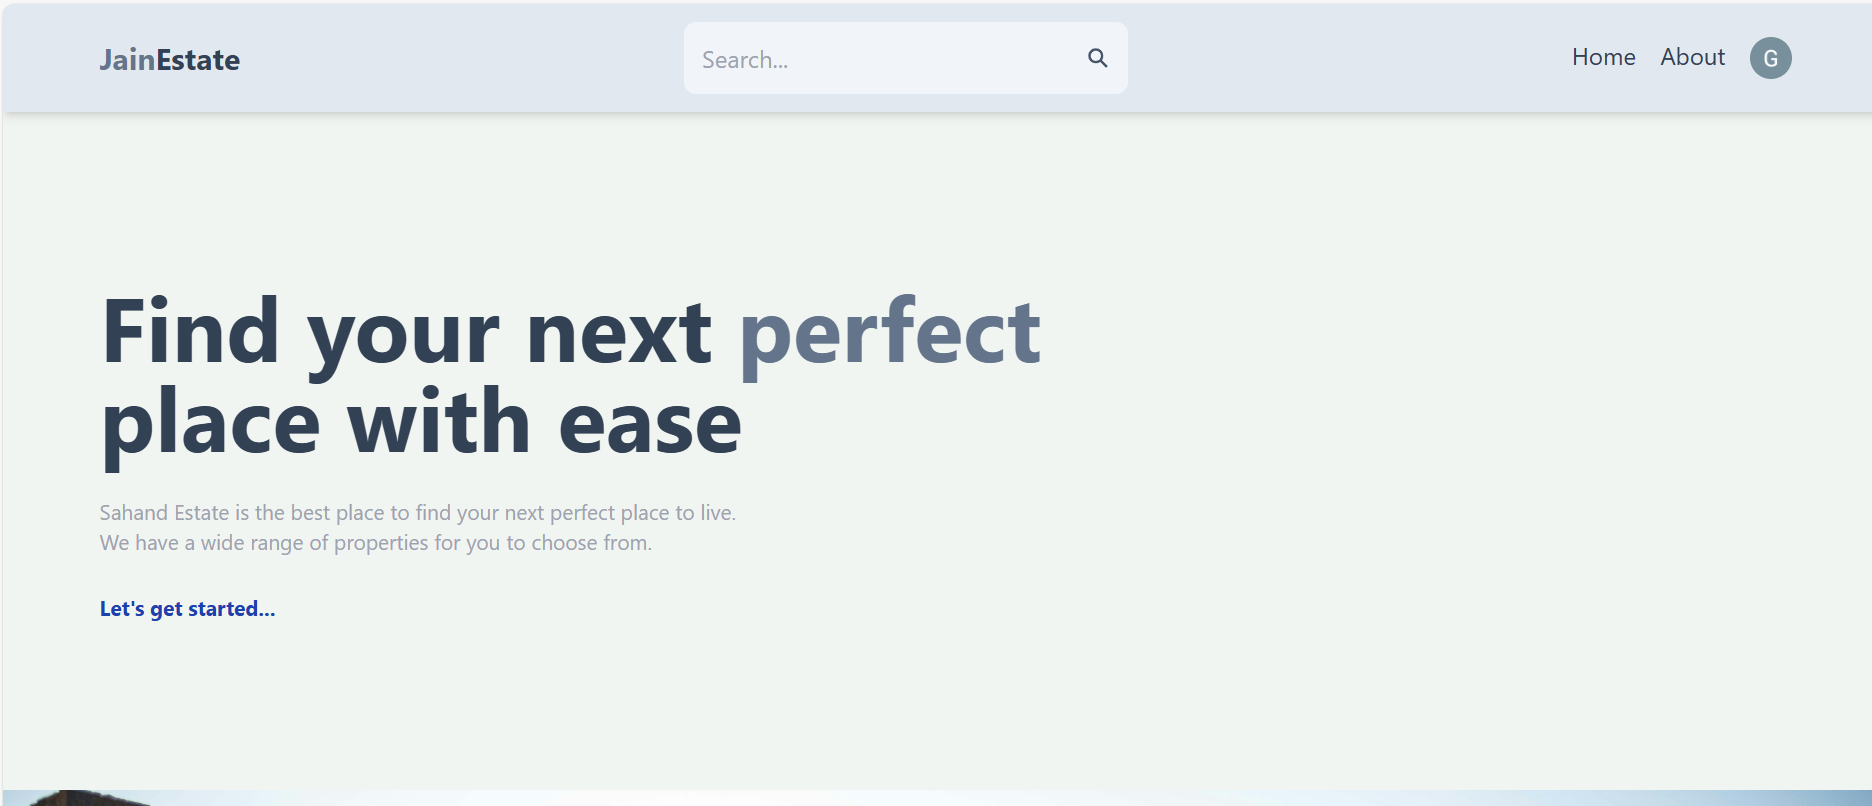 JainEstate
Search...
Home
About
G
Find your next perfect
place with ease
Sahand Estate is the best place to find your next perfect place to live.
We have a wide range of properties for you to choose from.
Let's get started...